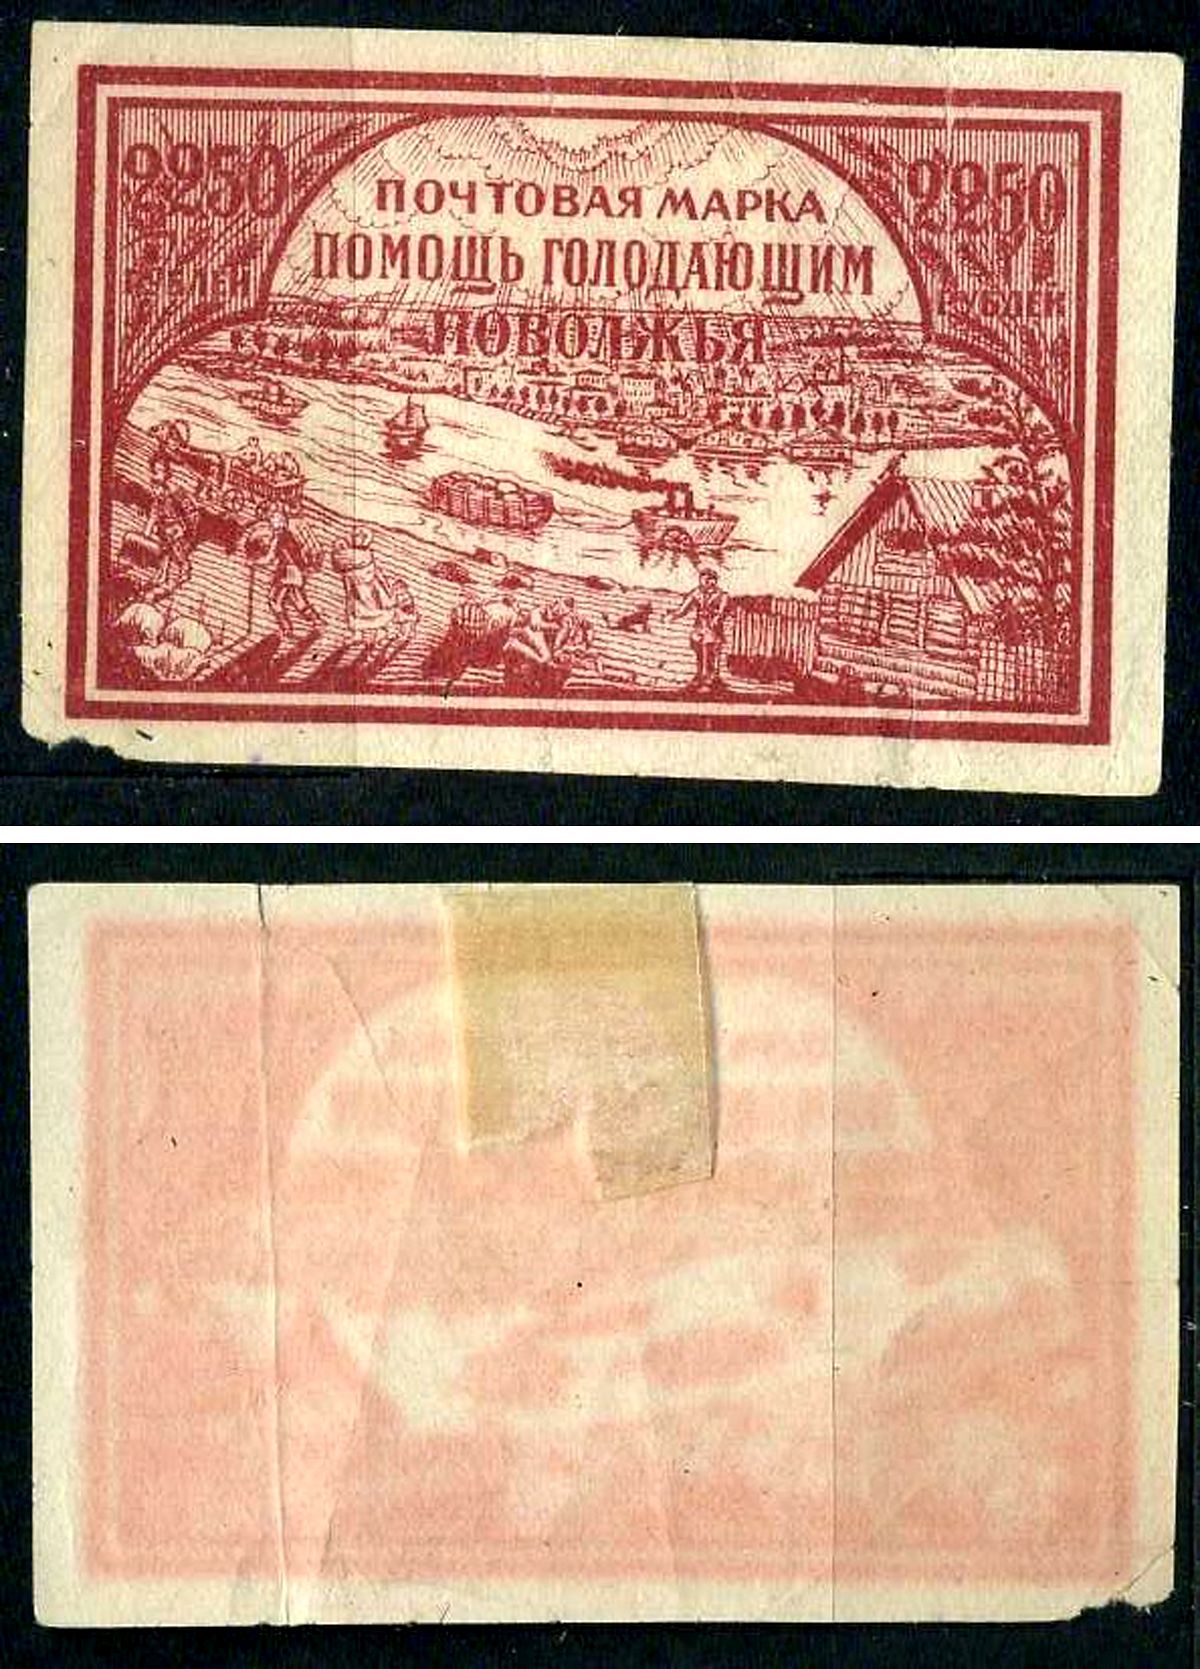 ПОЧТОВАЯ МАРКА
2250 2250
ПОМОЩЬ ГОЛОДАЮЩИМ
РУБЛЕЙ РУБЛЕЙ
ПОВОЛЖЬЯ